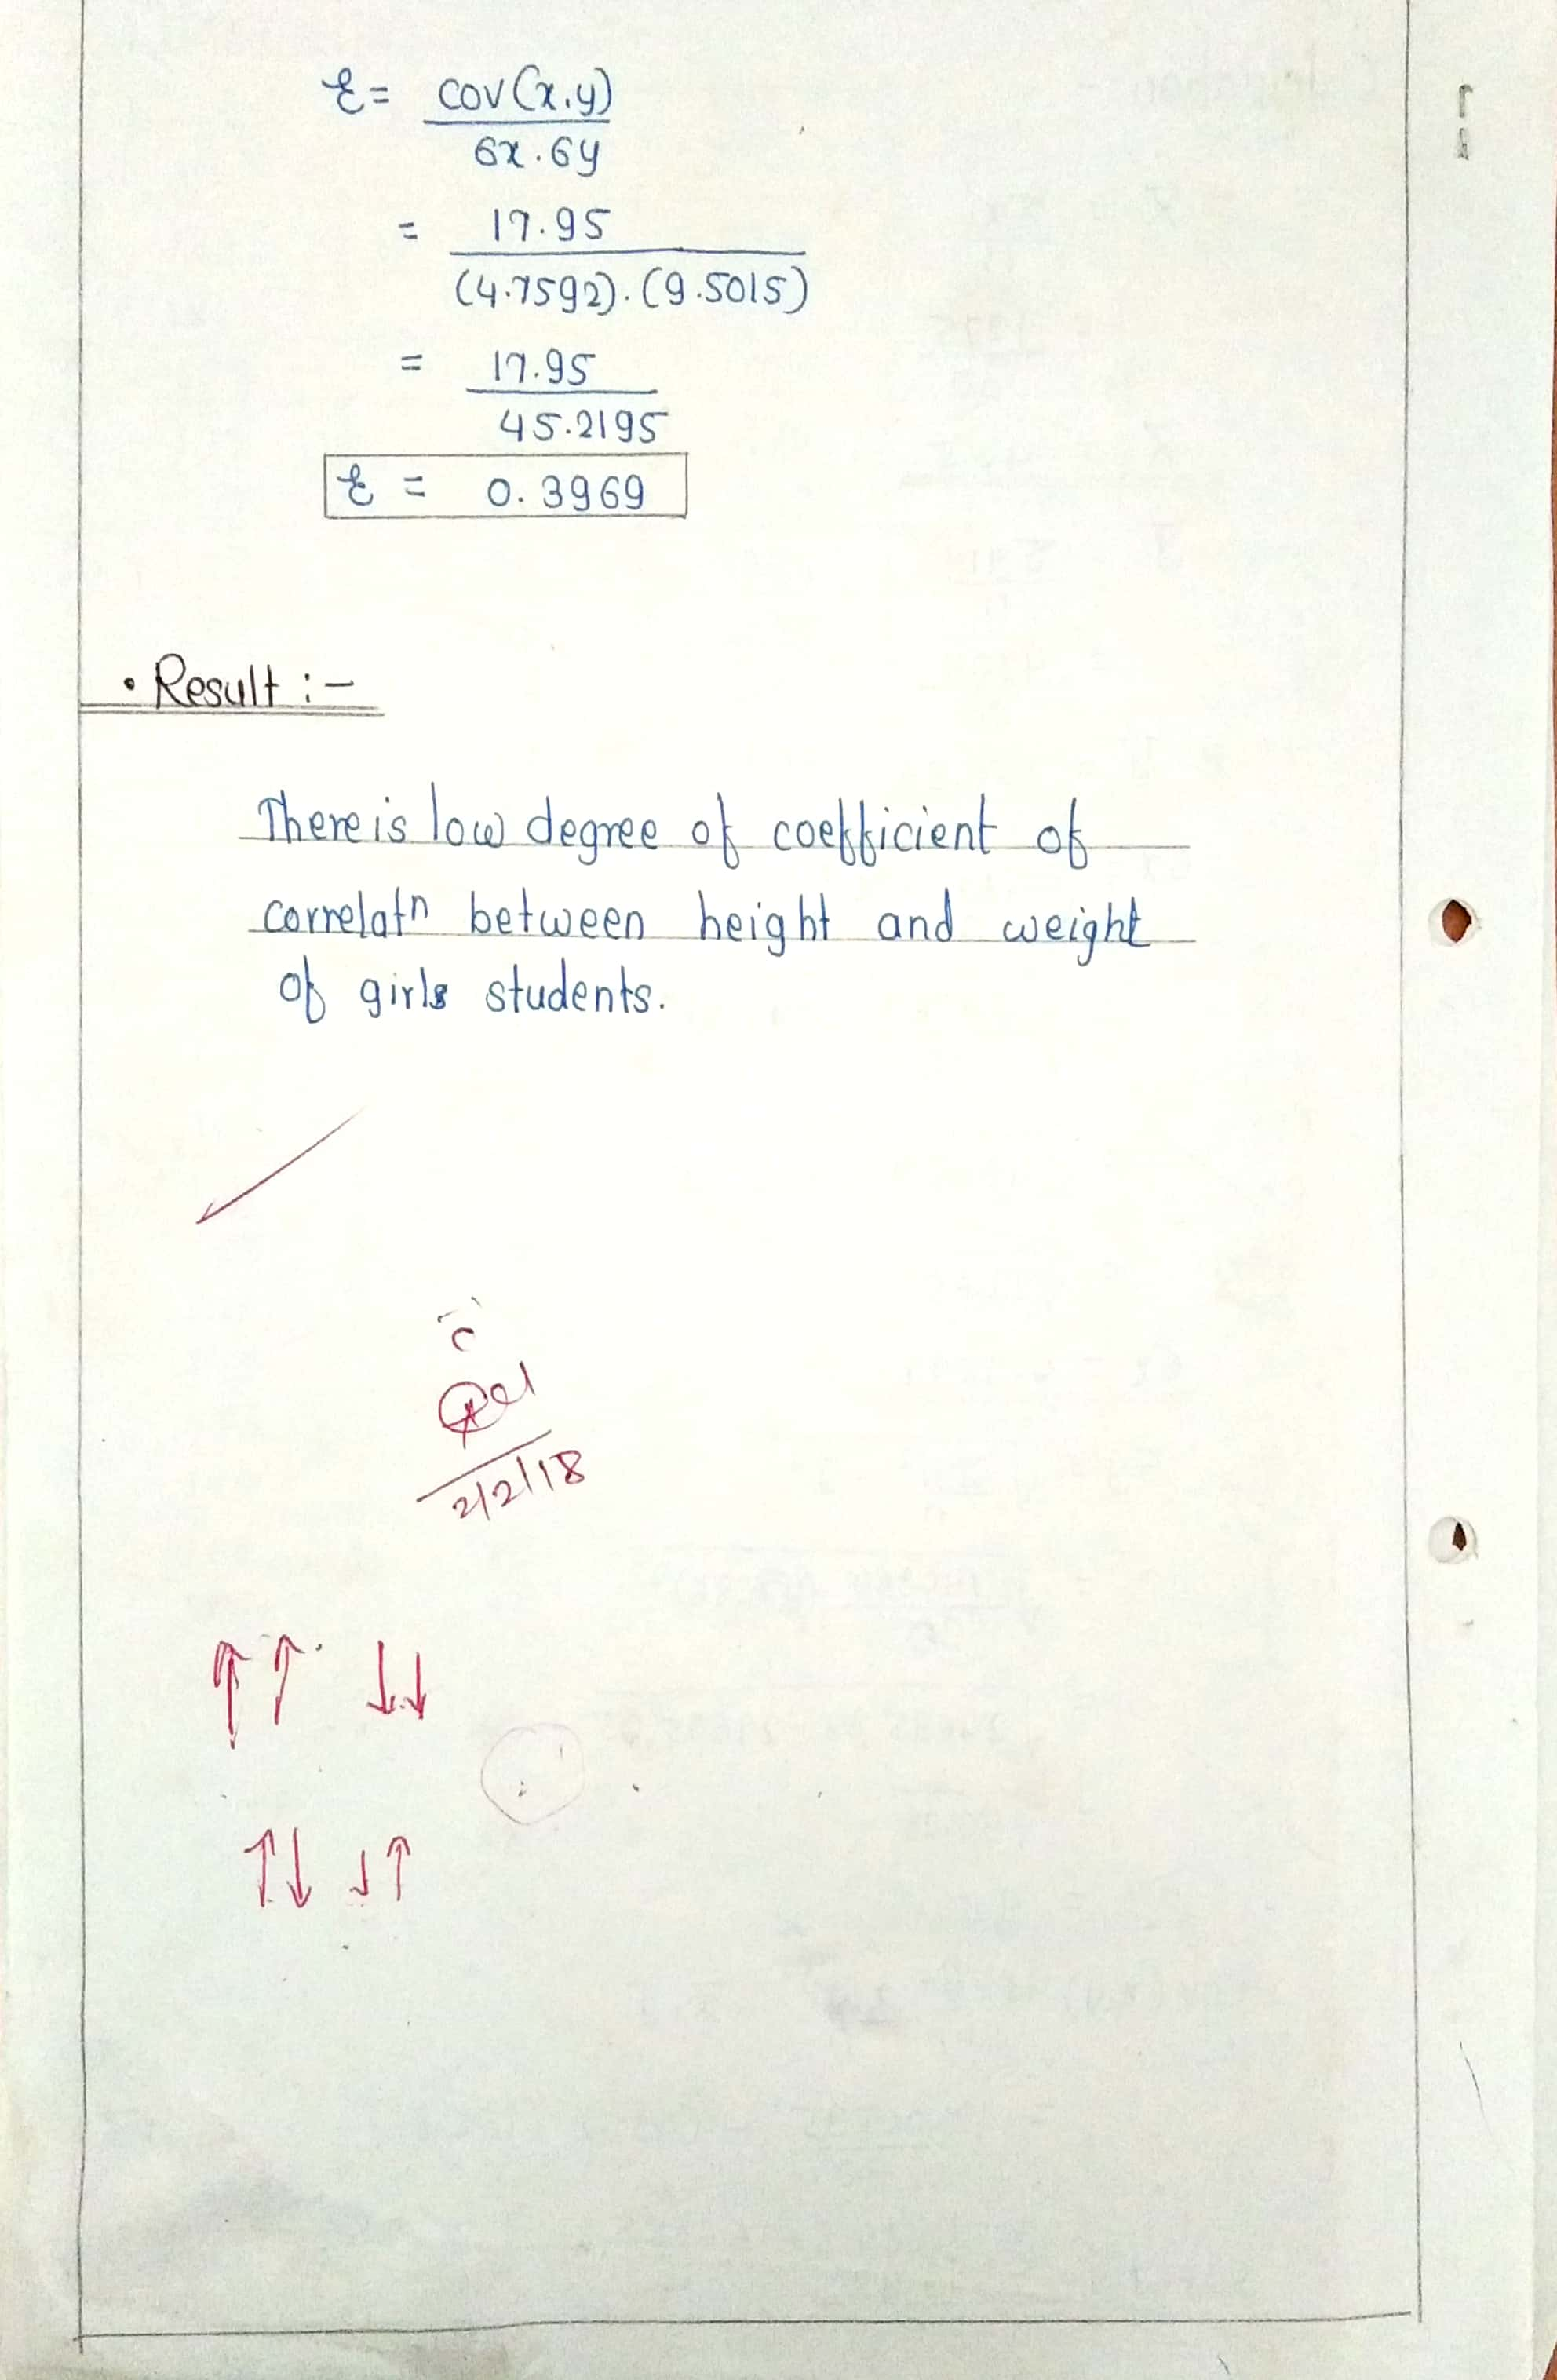 r = cov(x,y)
σx.σy
= 17.95
(4.7592).(9.5015)
= 17.95
45.2195
r = 0.3969
• Result :-
There is low degree of coefficient of
correlatn between height and weight
of girls students.
2/2/18
↑↑ ↓↓
↑↓ ↓↑